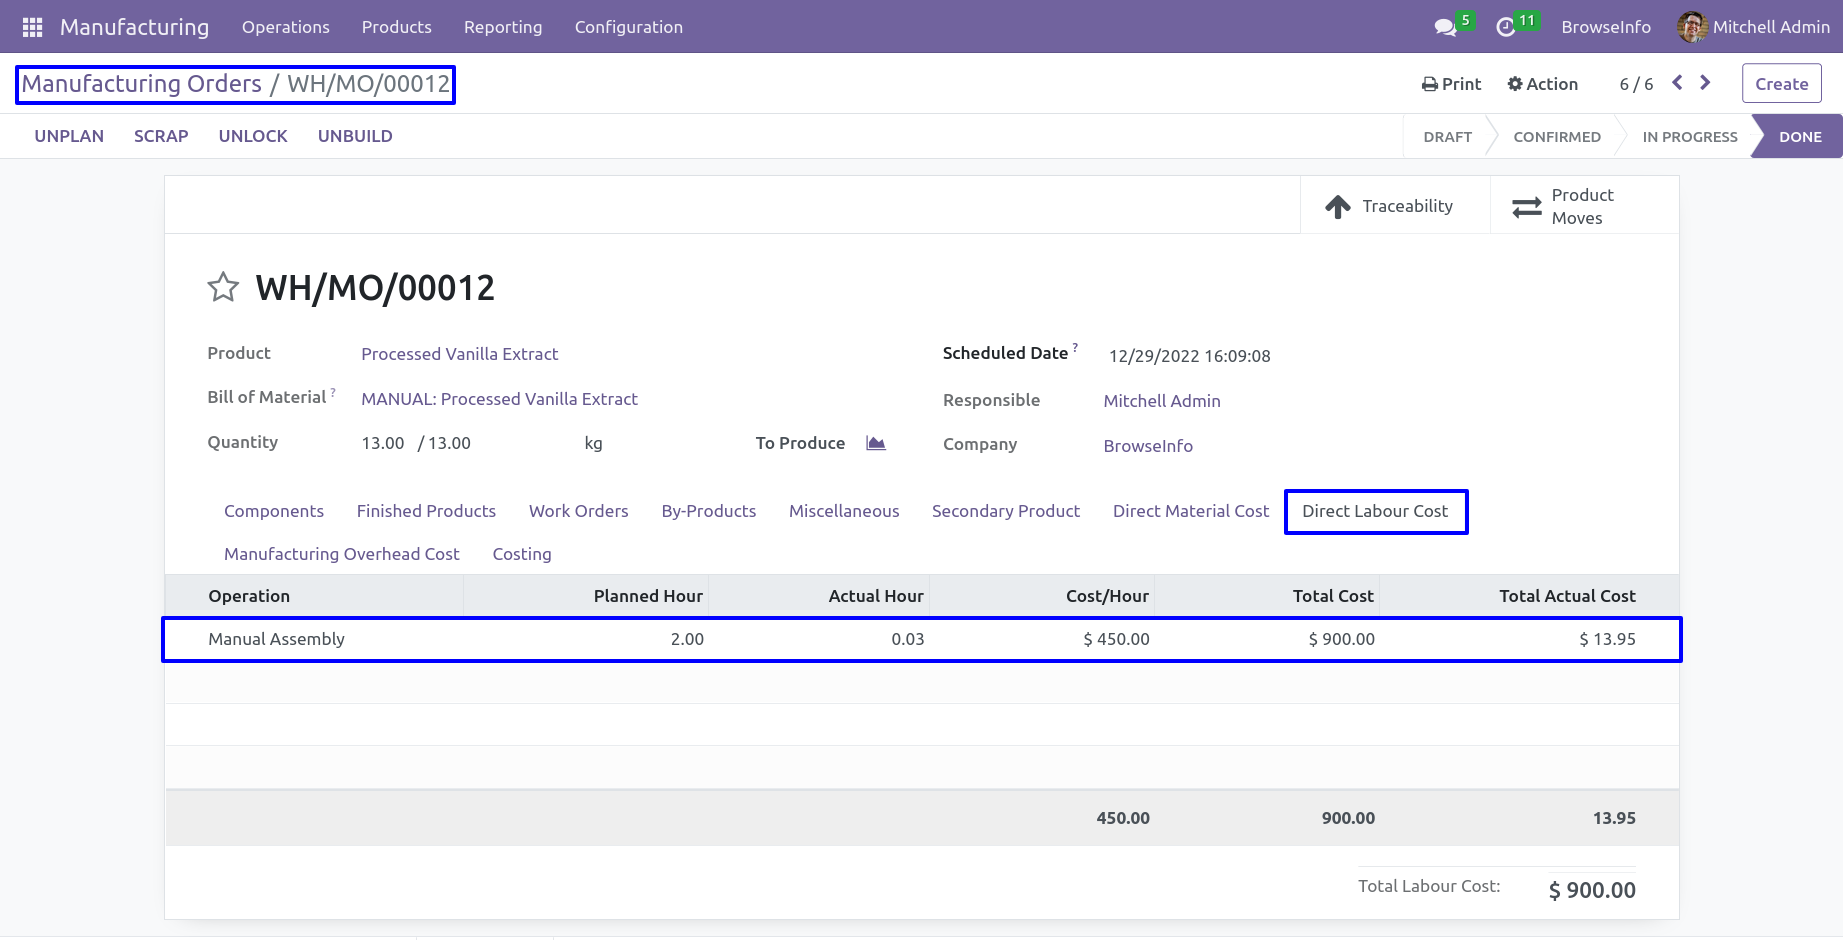 Manufacturing Operations Products Reporting Configuration 5 11 BrowseInfo Mitchell Admin
Manufacturing Orders / WH/MO/00012 Print Action 6 / 6 Create
UNPLAN SCRAP UNLOCK UNBUILD DRAFT CONFIRMED IN PROGRESS DONE
Traceability Product Moves
WH/MO/00012
Product Processed Vanilla Extract Scheduled Date ? 12/29/2022 16:09:08
Bill of Material ? MANUAL: Processed Vanilla Extract Responsible Mitchell Admin
Quantity 13.00 / 13.00 kg To Produce Company BrowseInfo
Components Finished Products Work Orders By-Products Miscellaneous Secondary Product Direct Material Cost Direct Labour Cost
Manufacturing Overhead Cost Costing
Operation Planned Hour Actual Hour Cost/Hour Total Cost Total Actual Cost
Manual Assembly 2.00 0.03 $ 450.00 $ 900.00 $ 13.95
450.00 900.00 13.95
Total Labour Cost: $ 900.00